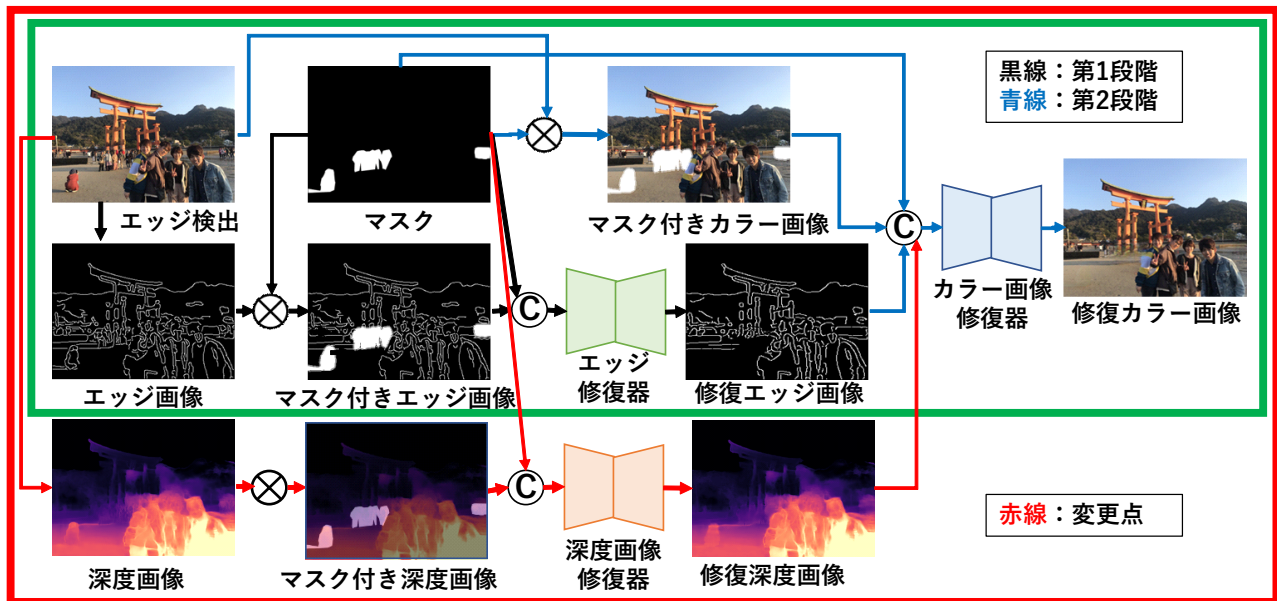 黒線：第1段階
青線：第2段階
エッジ検出
マスク
マスク付きカラー画像
C
カラー画像
修復器
修復カラー画像
C
エッジ画像
マスク付きエッジ画像
エッジ
修復器
修復エッジ画像
C
赤線：変更点
深度画像
マスク付き深度画像
深度画像
修復器
修復深度画像